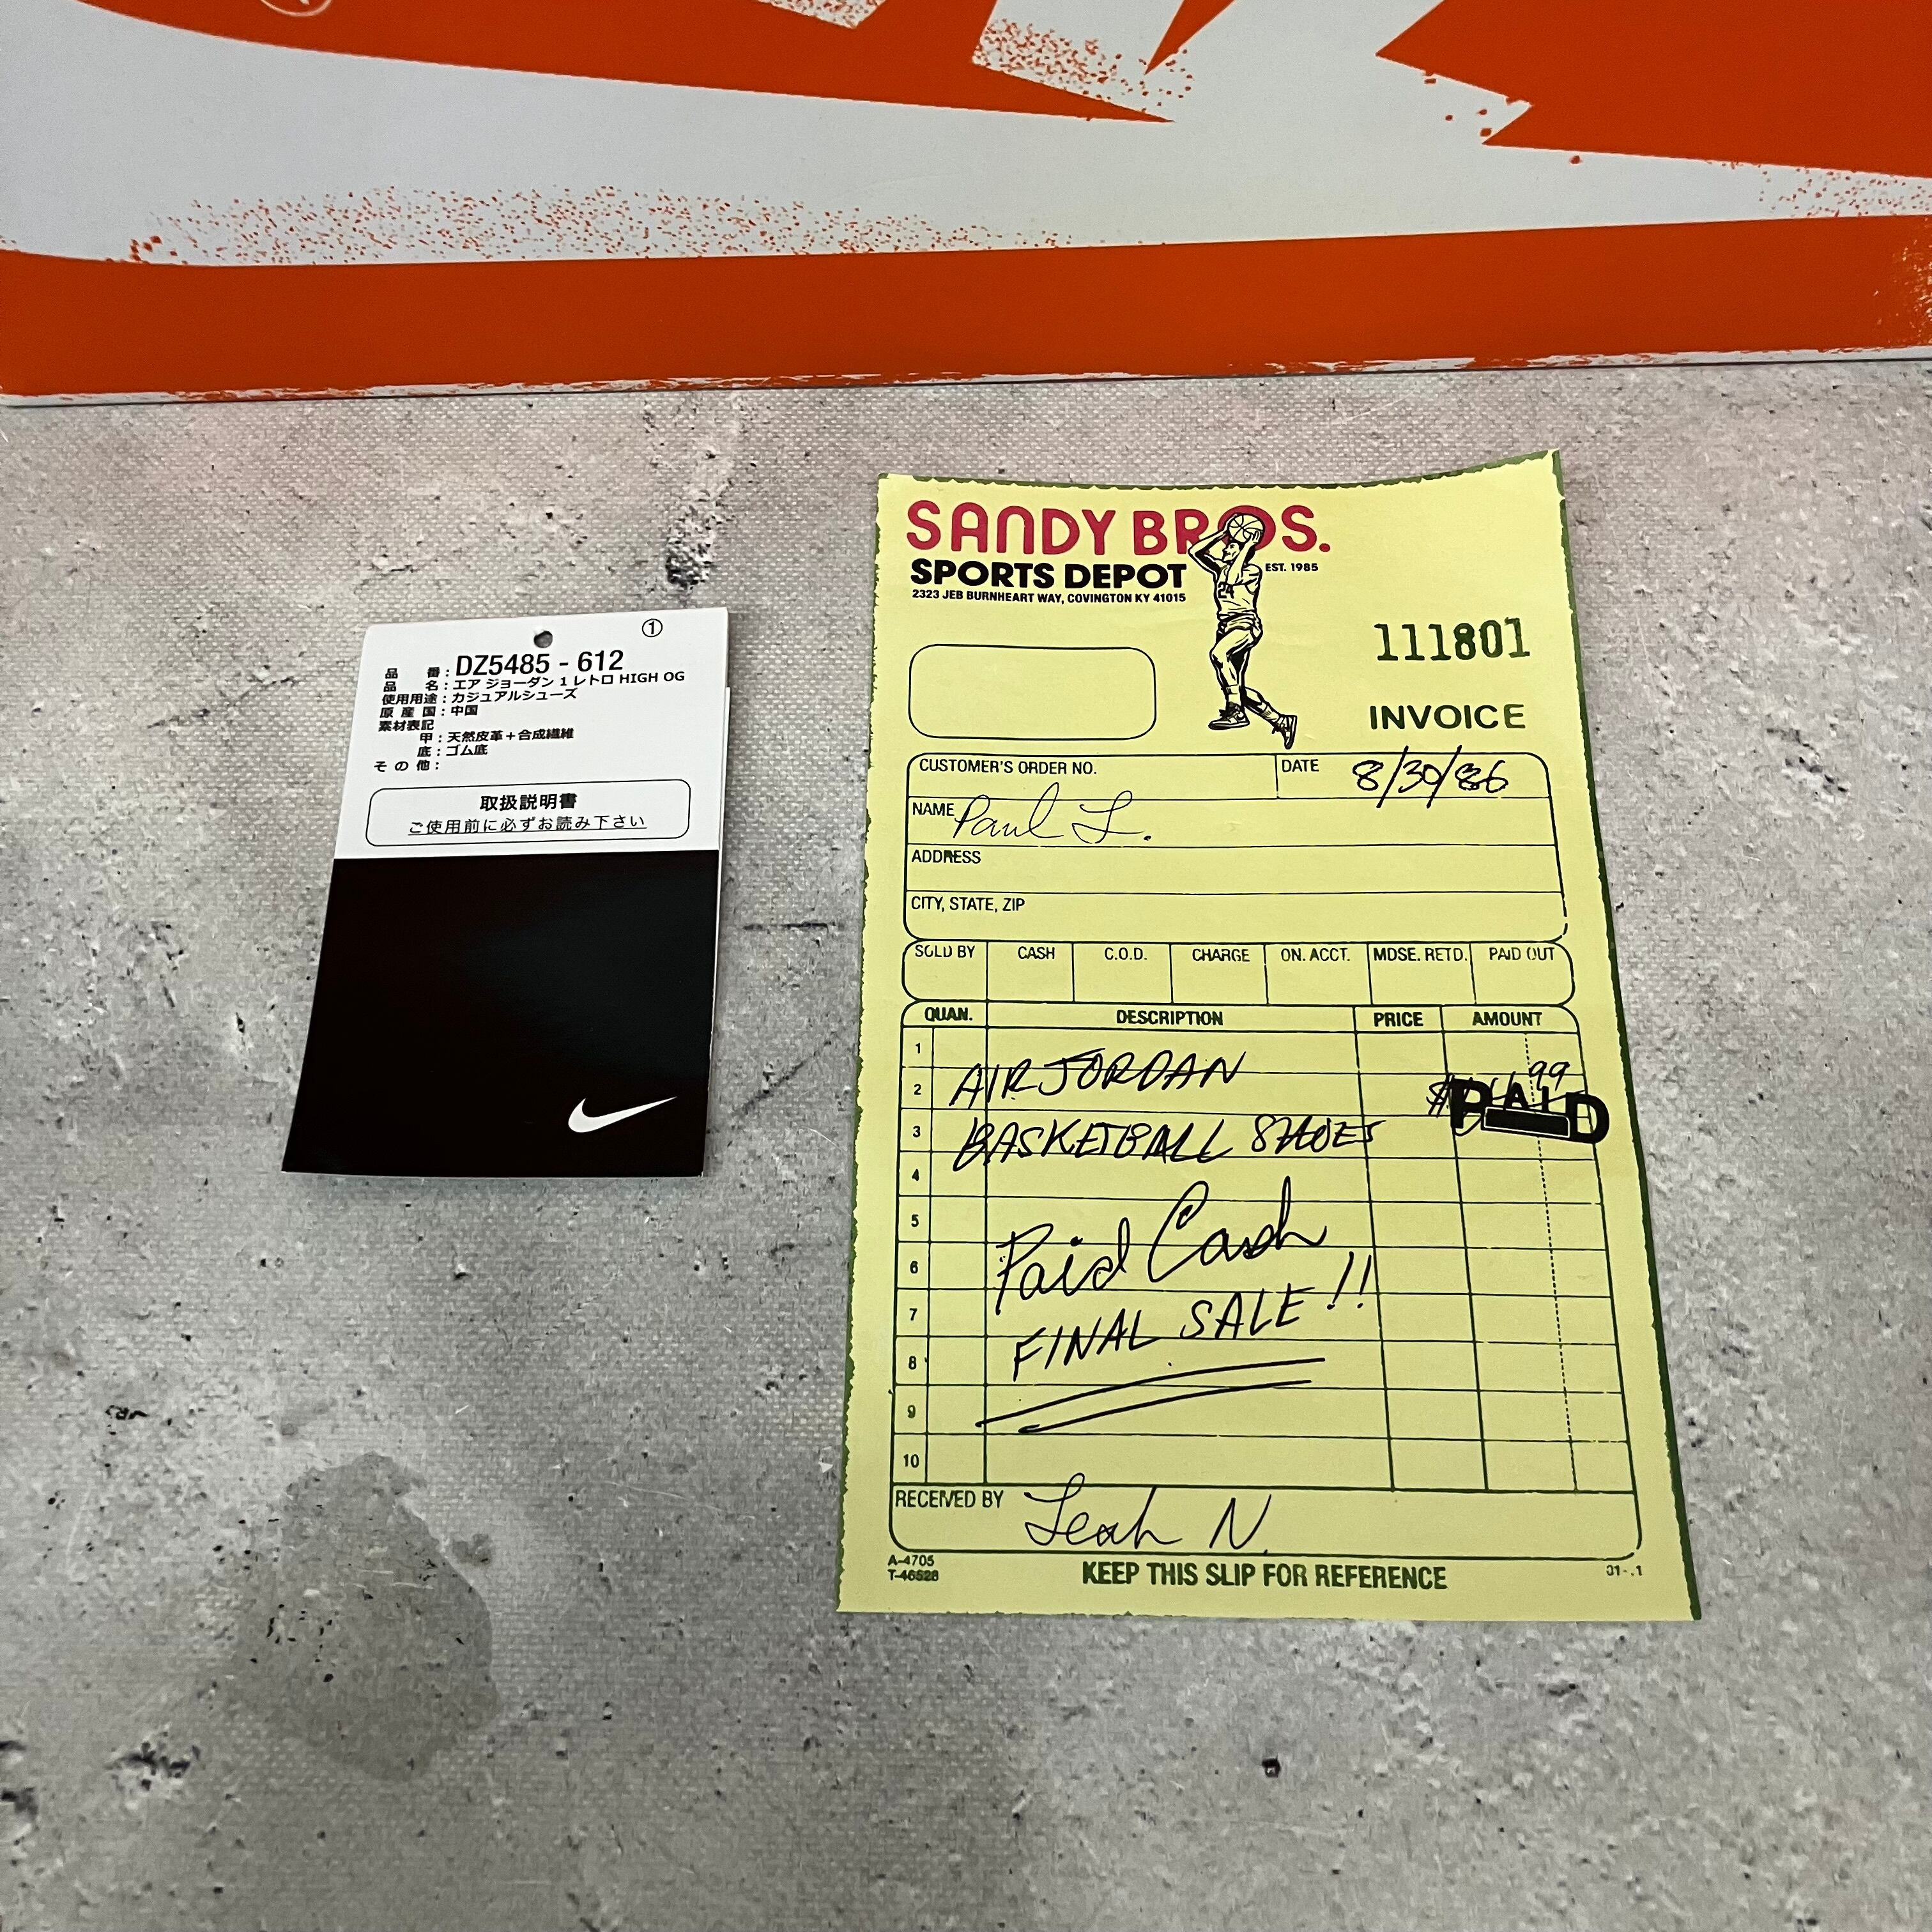 ①
品 番：DZ5485 - 612
品 名：エア ジョーダン 1 レトロ HIGH OG
使用用途：カジュアルシューズ
原 産 国：中国
素材表記
甲：天然皮革＋合成繊維
底：ゴム底
そ の 他：
取扱説明書
ご使用前に必ずお読み下さい
SANDY BROS.
SPORTS DEPOT
EST. 1985
2323 JEB BURNHEART WAY, COVINGTON KY 41015
24
111801
INVOICE
CUSTOMER'S ORDER NO.
DATE 8/30/86
NAME Paul L.
ADDRESS
CITY, STATE, ZIP
SOLD BY CASH C.O.D. CHARGE ON. ACCT. MDSE. RETD. PAID OUT
QUAN. DESCRIPTION PRICE AMOUNT
1
2 AIR JORDAN $ 99 PAID
3 BASKETBALL SHOES
4
5
6 Paid Cash
7 FINAL SALE!!
8
9
10
RECEIVED BY Leah N.
A-4705
T-46528
KEEP THIS SLIP FOR REFERENCE